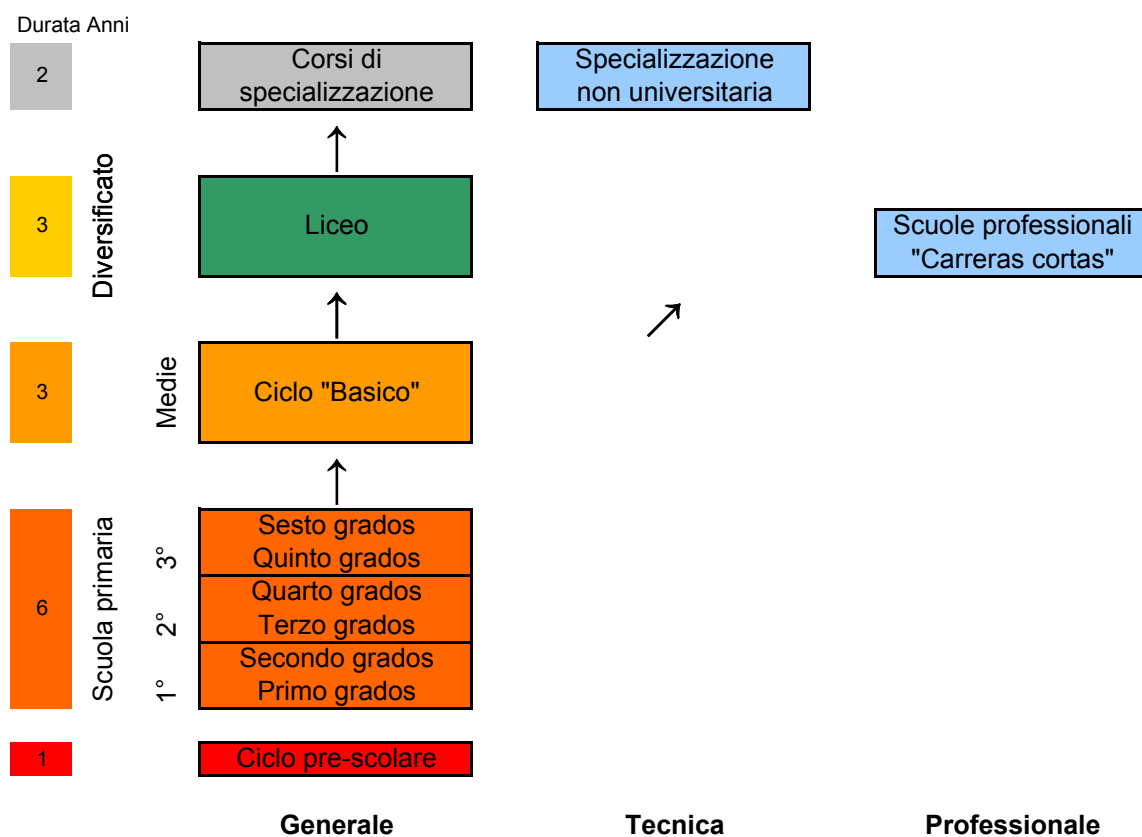 Durata Anni
2
Corsi di
specializzazione
Specializzazione
non universitaria
Diversificato
3
Liceo
Scuole professionali
"Carreras cortas"
3
Medie
Ciclo "Basico"
6
Scuola primaria
3°
Sesto grados
Quinto grados
2°
Quarto grados
Terzo grados
1°
Secondo grados
Primo grados
1
Ciclo pre-scolare
Generale
Tecnica
Professionale